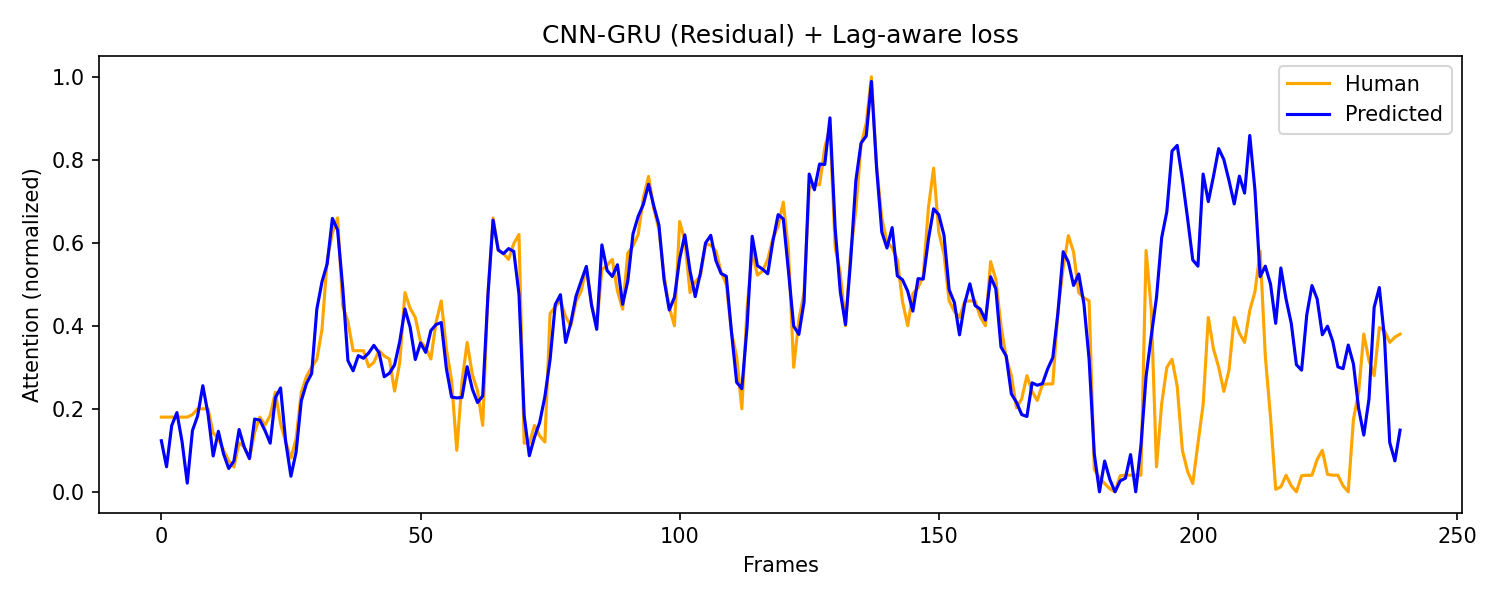 CNN-GRU (Residual) + Lag-aware loss
Human
Predicted
Attention (normalized)
1.0
0.8
0.6
0.4
0.2
0.0
0
50
100
150
200
250
Frames